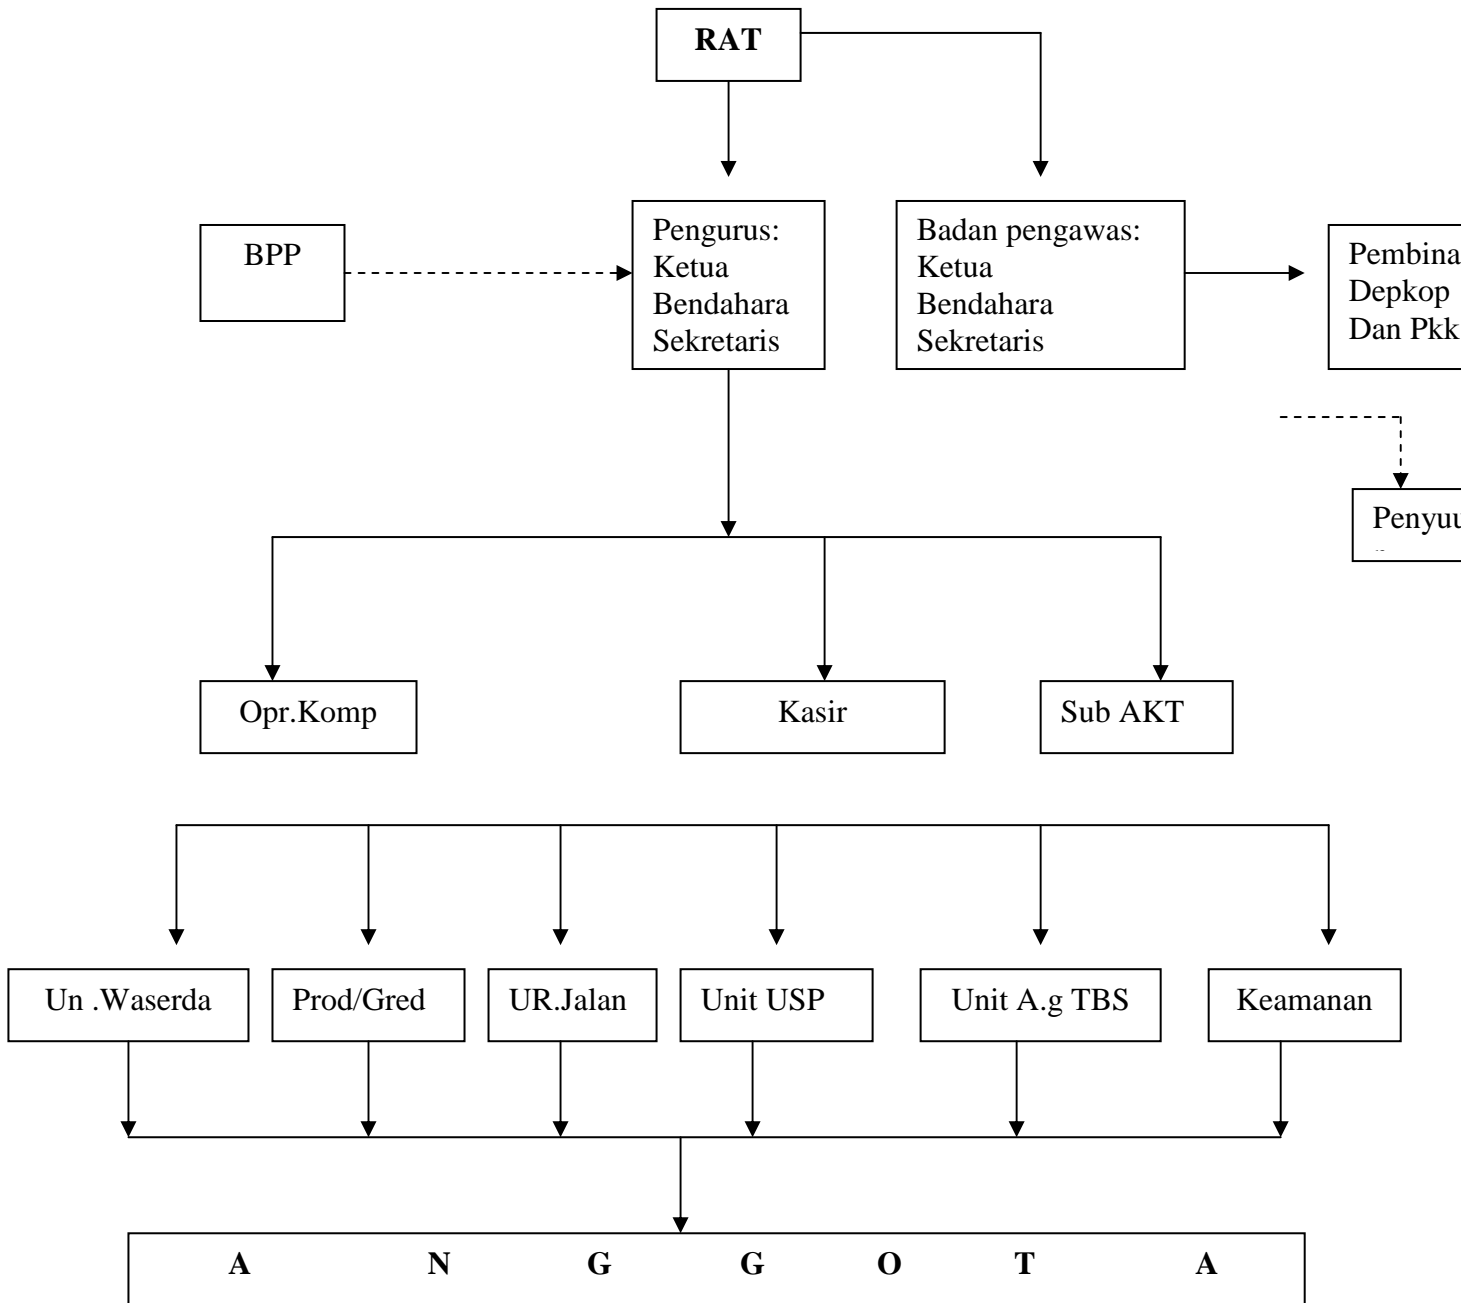 RAT
BPP
Pengurus:
Ketua
Bendahara
Sekretaris
Badan pengawas:
Ketua
Bendahara
Sekretaris
Pembina
Depkop
Dan Pkk
Opr.Komp
Kasir
Sub AKT
Un .Waserda
Prod/Gred
UR.Jalan
Unit USP
Unit A.g TBS
Keamanan
A N G G O T A